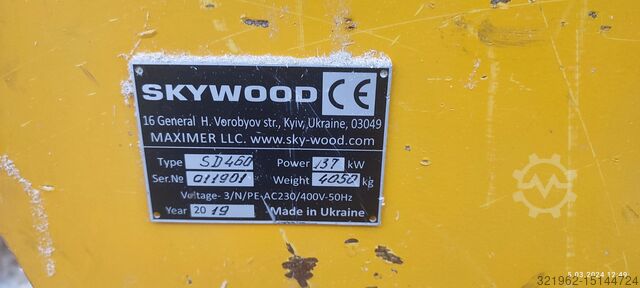 SKYWOOD CE
16 General H. Verobyov str., Kyiv, Ukraine, 03049
MAXIMER LLC. www.sky-wood.com
Type SD460 Power 137 kW
Ser.№ 011901 Weight 4050 kg
Voltage- 3/N/PE-AC230/400V-50Hz
Year 2019 Made in Ukraine
5.03.2024 12:49
321962-15144724